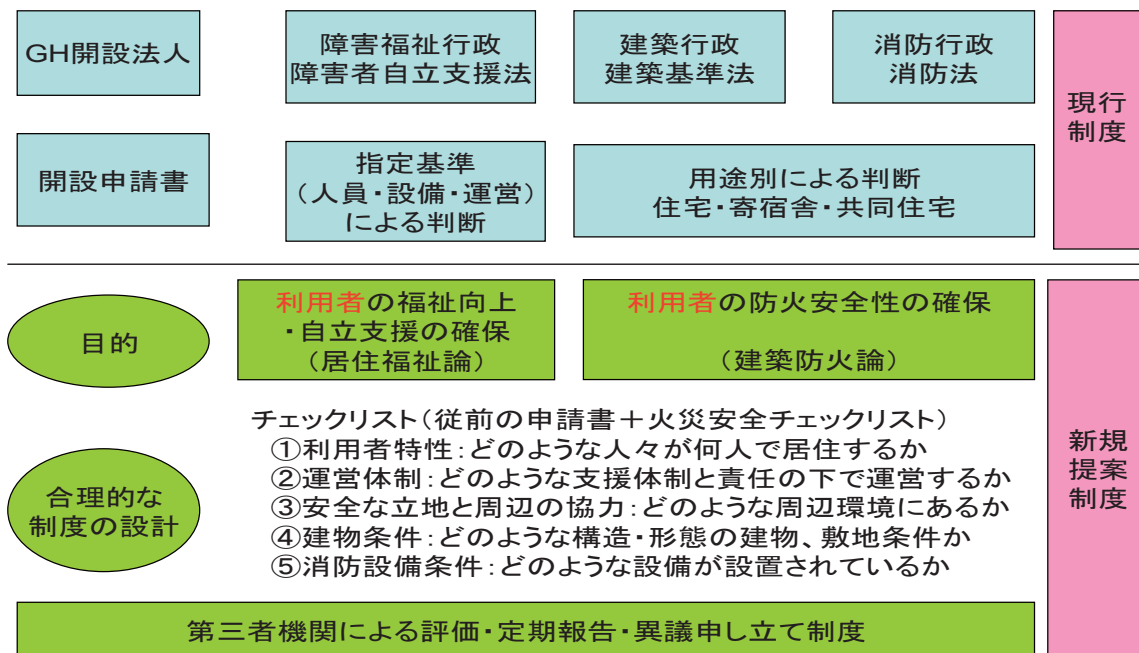 GH開設法人
障害福祉行政
障害者自立支援法
建築行政
建築基準法
消防行政
消防法
現行
制度
開設申請書
指定基準
(人員・設備・運営)
による判断
用途別による判断
住宅・寄宿舎・共同住宅
目的
利用者の福祉向上
・自立支援の確保
(居住福祉論)
利用者の防火安全性の確保
(建築防火論)
新規
提案
制度
合理的な
制度の設計
チェックリスト(従前の申請書+火災安全チェックリスト)
①利用者特性:どのような人々が何人で居住するか
②運営体制:どのような支援体制と責任の下で運営するか
③安全な立地と周辺の協力:どのような周辺環境にあるか
④建物条件:どのような構造・形態の建物、敷地条件か
⑤消防設備条件:どのような設備が設置されているか
第三者機関による評価・定期報告・異議申し立て制度